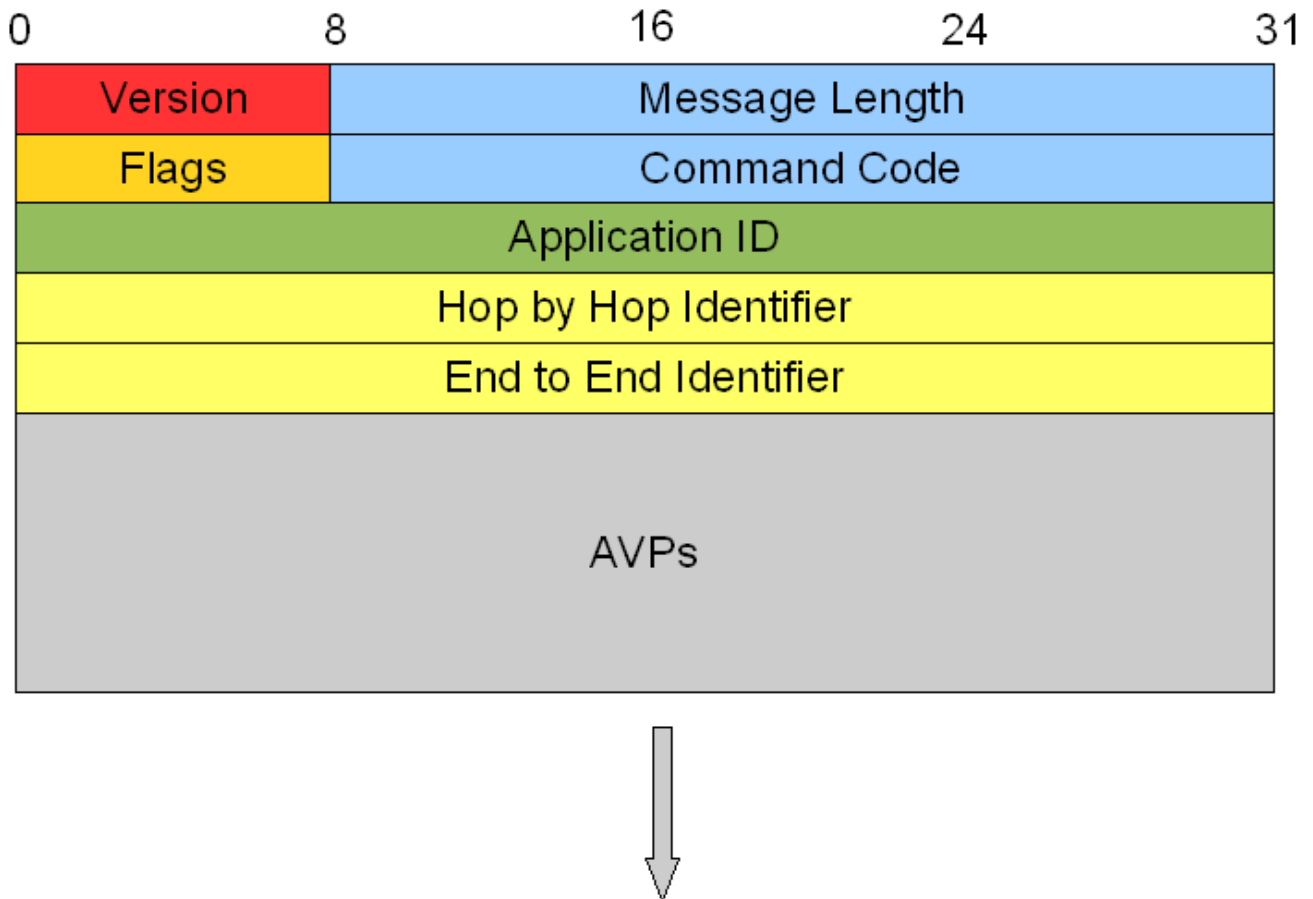 0 8 16 24 31
Version Message Length
Flags Command Code
Application ID
Hop by Hop Identifier
End to End Identifier
AVPs